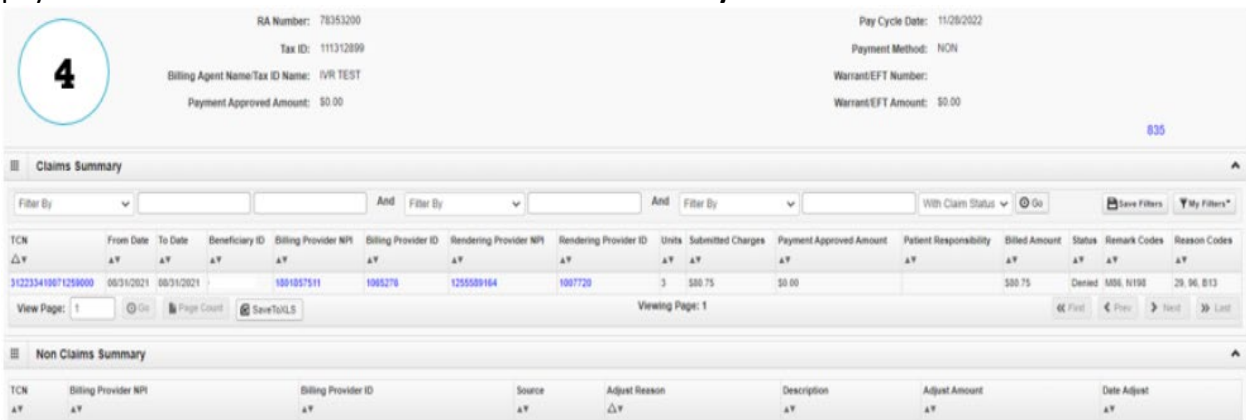 4
RA Number: 78353200
Pay Cycle Date: 11/28/2022
Tax ID: 111312899
Payment Method: NON
Billing Agent Name/Tax ID Name: IVR TEST
Warrant/EFT Number:
Payment Approved Amount: $0.00
Warrant/EFT Amount: $0.00
835
Claims Summary
Filter By And Filter By And Filter By With Claim Status Go Save Filters My Filters
TCN From Date To Date Beneficiary ID Billing Provider NPI Billing Provider ID Rendering Provider NPI Rendering Provider ID Units Submitted Charges Payment Approved Amount Patient Responsibility Billed Amount Status Remark Codes Reason Codes
312233410071259000 08/31/2021 08/31/2021 1801857511 1065276 1255589164 1007720 3 $80.75 $0.00 $80.75 Denied M86, N198 29, 96, B13
View Page: 1 Go Page Count SaveToXLS Viewing Page: 1 First Prev Next Last
Non Claims Summary
TCN Billing Provider NPI Billing Provider ID Source Adjust Reason Description Adjust Amount Date Adjust